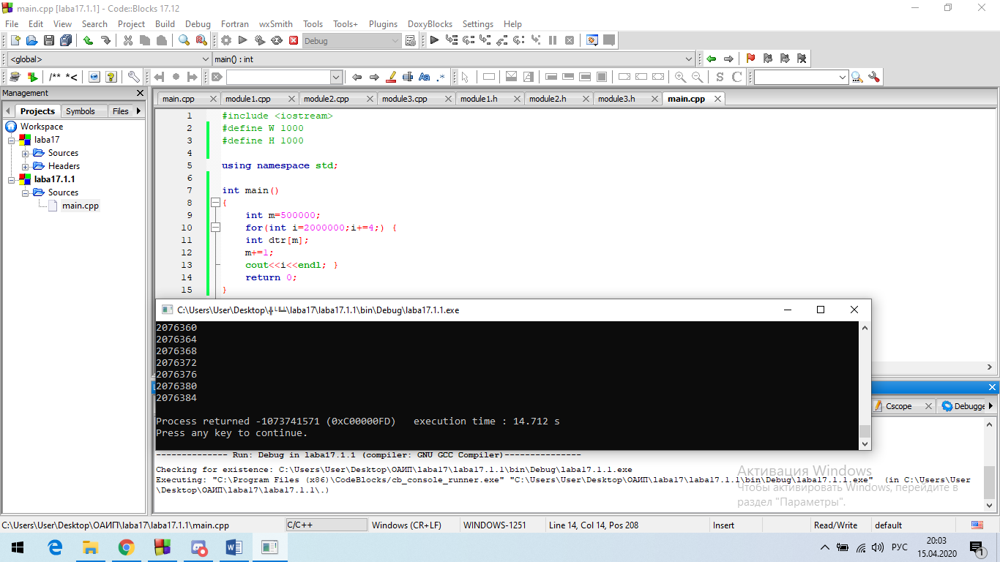 main.cpp [laba17.1.1] - Code::Blocks 17.12
File Edit View Search Project Build Debug Fortran wxSmith Tools Tools+ Plugins DoxyBlocks Settings Help
Debug
<global> main() : int
/** *< Aa .* S C
Management
main.cpp module1.cpp module2.cpp module3.cpp module1.h module2.h module3.h main.cpp
Projects Symbols Files
Workspace
laba17
Sources
Headers
laba17.1.1
Sources
main.cpp
1 #include <iostream>
2 #define W 1000
3 #define H 1000
4
5 using namespace std;
6
7 int main()
8 {
9 int m=500000;
10 for(int i=2000000;i+=4;) {
11 int dtr[m];
12 m+=1;
13 cout<<i<<endl; }
14 return 0;
15 }
C:\Users\User\Desktop\╬└╚╧\laba17\laba17.1.1\bin\Debug\laba17.1.1.exe
2076360
2076364
2076368
2076372
2076376
2076380
2076384
Process returned -1073741571 (0xC00000FD) execution time : 14.712 s
Press any key to continue.
Cscope Debugge
-------------- Run: Debug in laba17.1.1 (compiler: GNU GCC Compiler)---------------
Checking for existence: C:\Users\User\Desktop\ОАИП\laba17\laba17.1.1\bin\Debug\laba17.1.1.exe
Executing: "C:\Program Files (x86)\CodeBlocks/cb_console_runner.exe" "C:\Users\User\Desktop\ОАИП\laba17\laba17.1.1\bin\Debug\laba17.1.1.exe" (in C:\Users\User
\Desktop\ОАИП\laba17\laba17.1.1\.)
Активация Windows
Чтобы активировать Windows, перейдите в
раздел "Параметры".
C:\Users\User\Desktop\ОАИП\laba17\laba17.1.1\main.cpp C/C++ Windows (CR+LF) WINDOWS-1251 Line 14, Col 14, Pos 208 Insert Read/Write default
РУС
20:03
15.04.2020
1